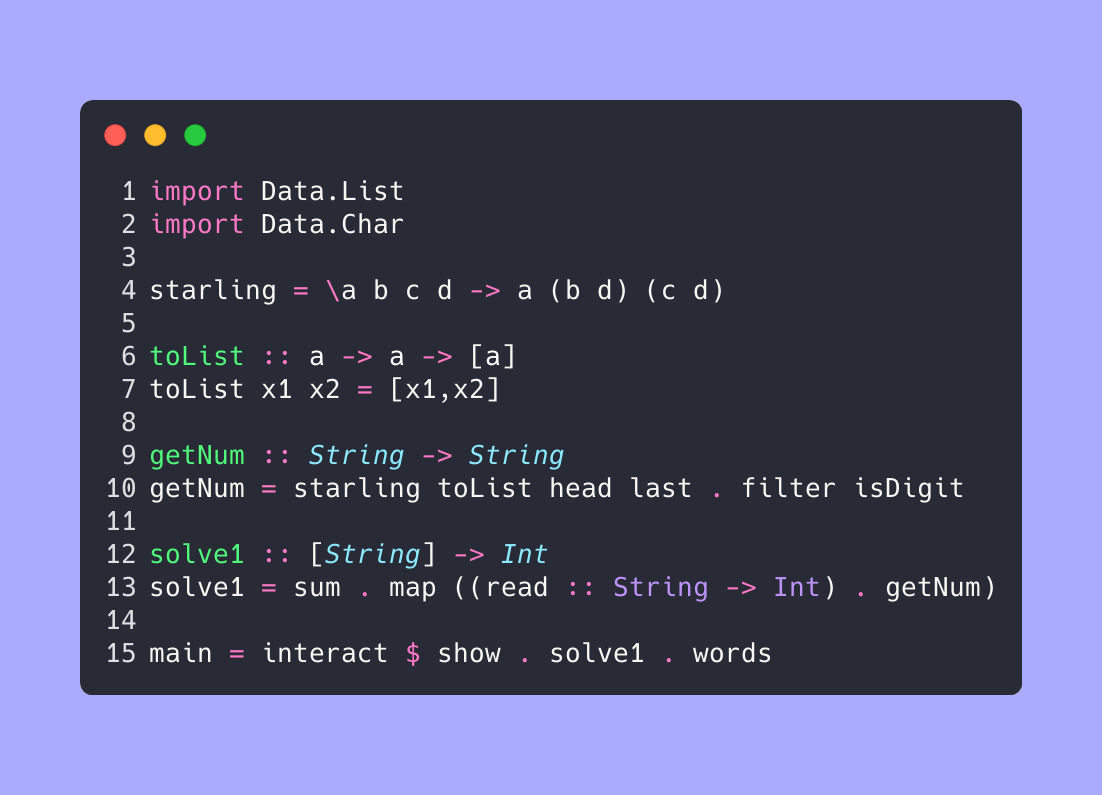 1 import Data.List
2 import Data.Char
3
4 starling = \a b c d -> a (b d) (c d)
5
6 toList :: a -> a -> [a]
7 toList x1 x2 = [x1,x2]
8
9 getNum :: String -> String
10 getNum = starling toList head last . filter isDigit
11
12 solve1 :: [String] -> Int
13 solve1 = sum . map ((read :: String -> Int) . getNum)
14
15 main = interact $ show . solve1 . words